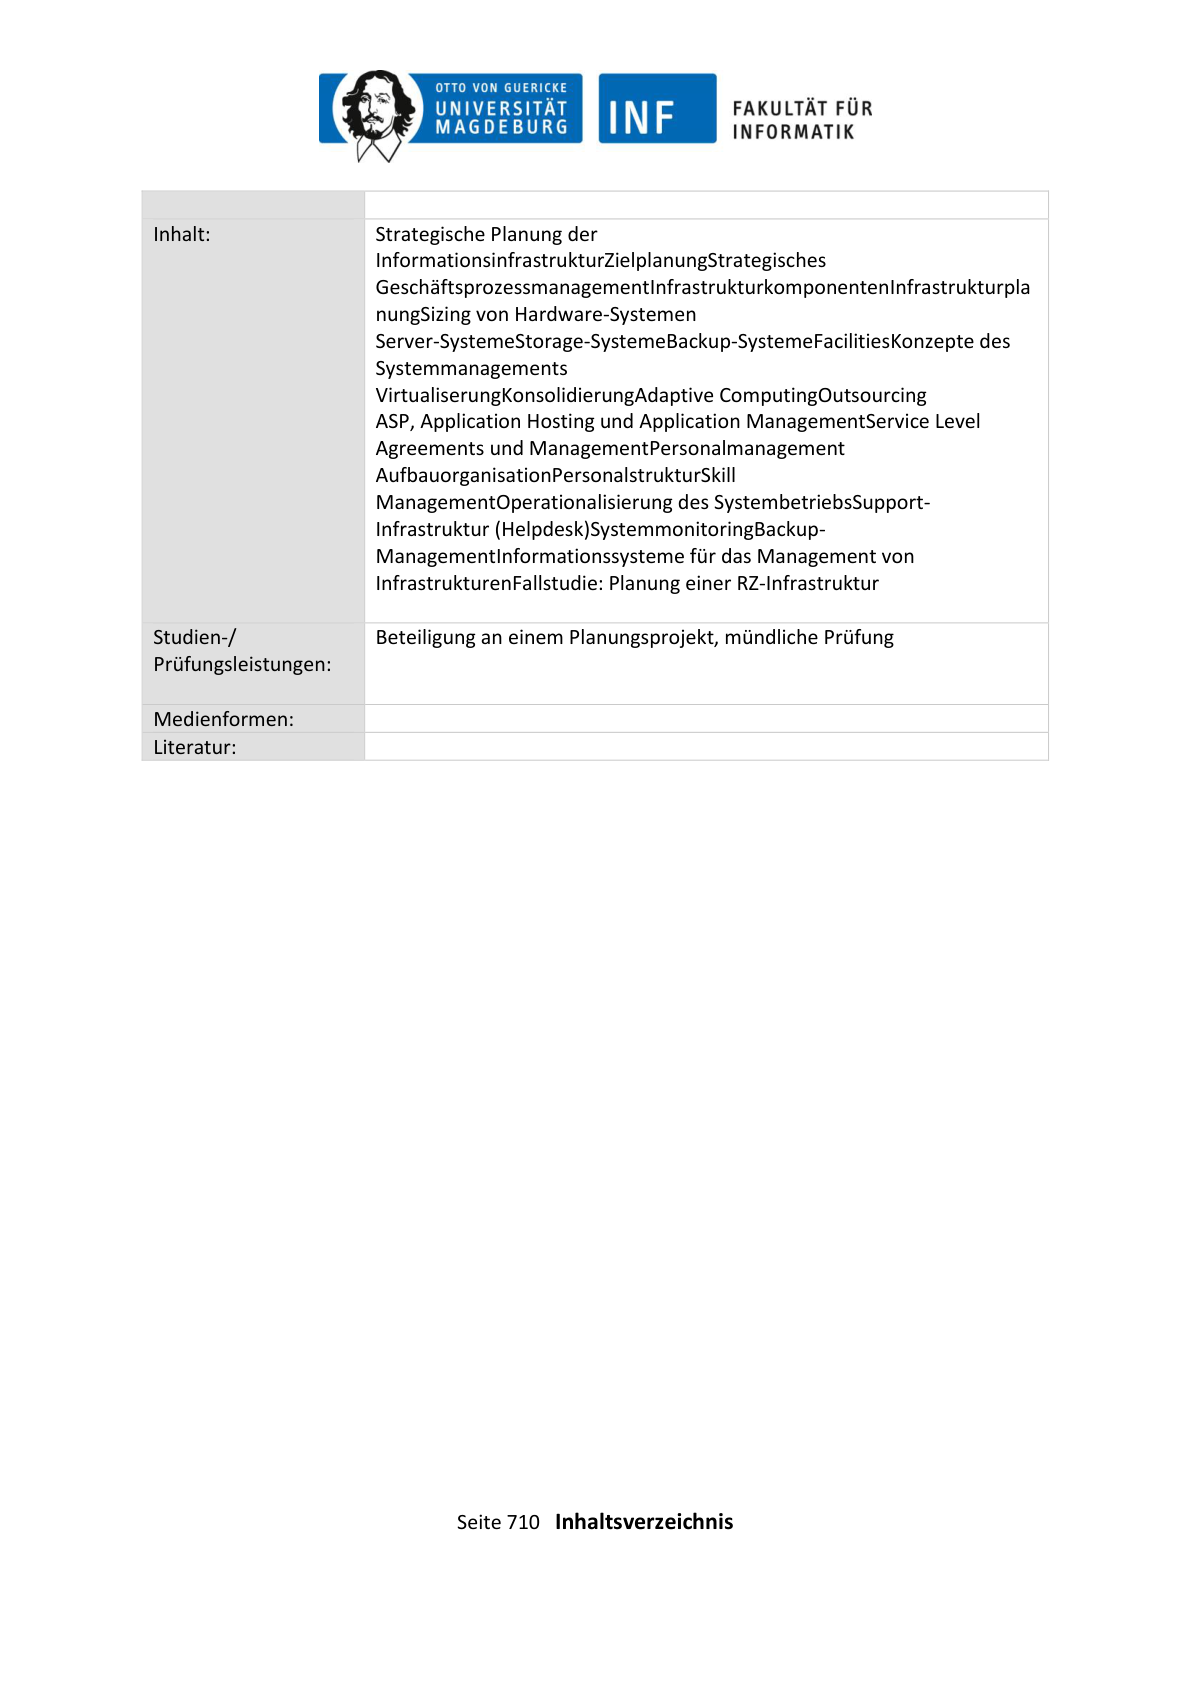 OTTO VON GUERICKE
UNIVERSITÄT
MAGDEBURG
INF
FAKULTÄT FÜR
INFORMATIK
Inhalt:
Strategische Planung der
InformationsinfrastrukturZielplanungStrategisches
GeschäftsprozessmanagementInfrastrukturkomponentenInfrastrukturpla
nungSizing von Hardware-Systemen
Server-SystemeStorage-SystemeBackup-SystemeFacilitiesKonzepte des
Systemmanagements
VirtualiserungKonsolidierungAdaptive ComputingOutsourcing
ASP, Application Hosting und Application ManagementService Level
Agreements und ManagementPersonalmanagement
AufbauorganisationPersonalstrukturSkill
ManagementOperationalisierung des SystembetriebsSupport-
Infrastruktur (Helpdesk)SystemmonitoringBackup-
ManagementInformationssysteme für das Management von
InfrastrukturenFallstudie: Planung einer RZ-Infrastruktur
Studien-/
Prüfungsleistungen:
Beteiligung an einem Planungsprojekt, mündliche Prüfung
Medienformen:
Literatur:
Seite 710 Inhaltsverzeichnis